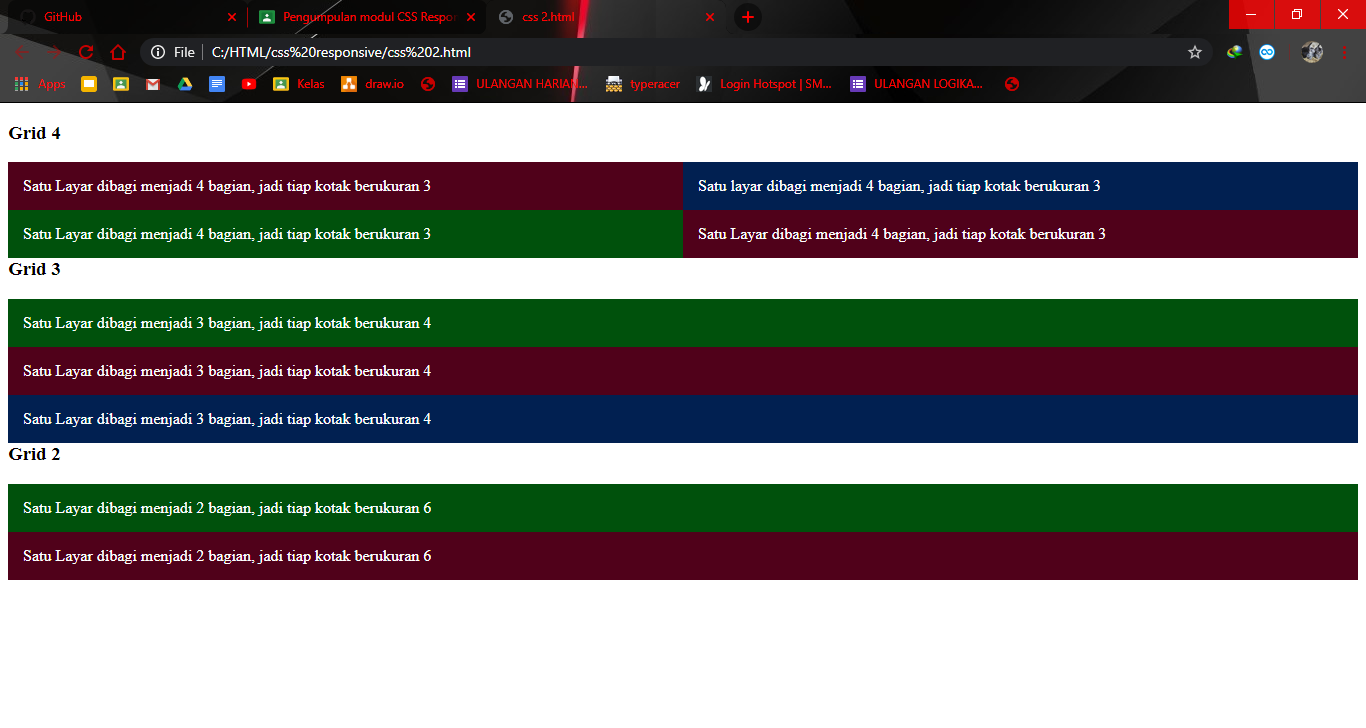 GitHub
Pengumpulan modul CSS Respon
css 2.html
File
C:/HTML/css%20responsive/css%202.html
Apps
Kelas
draw.io
ULANGAN HARIAN...
typeracer
Login Hotspot | SM...
ULANGAN LOGIKA...
Grid 4
Satu Layar dibagi menjadi 4 bagian, jadi tiap kotak berukuran 3
Satu layar dibagi menjadi 4 bagian, jadi tiap kotak berukuran 3
Satu Layar dibagi menjadi 4 bagian, jadi tiap kotak berukuran 3
Satu Layar dibagi menjadi 4 bagian, jadi tiap kotak berukuran 3
Grid 3
Satu Layar dibagi menjadi 3 bagian, jadi tiap kotak berukuran 4
Satu Layar dibagi menjadi 3 bagian, jadi tiap kotak berukuran 4
Satu Layar dibagi menjadi 3 bagian, jadi tiap kotak berukuran 4
Grid 2
Satu Layar dibagi menjadi 2 bagian, jadi tiap kotak berukuran 6
Satu Layar dibagi menjadi 2 bagian, jadi tiap kotak berukuran 6